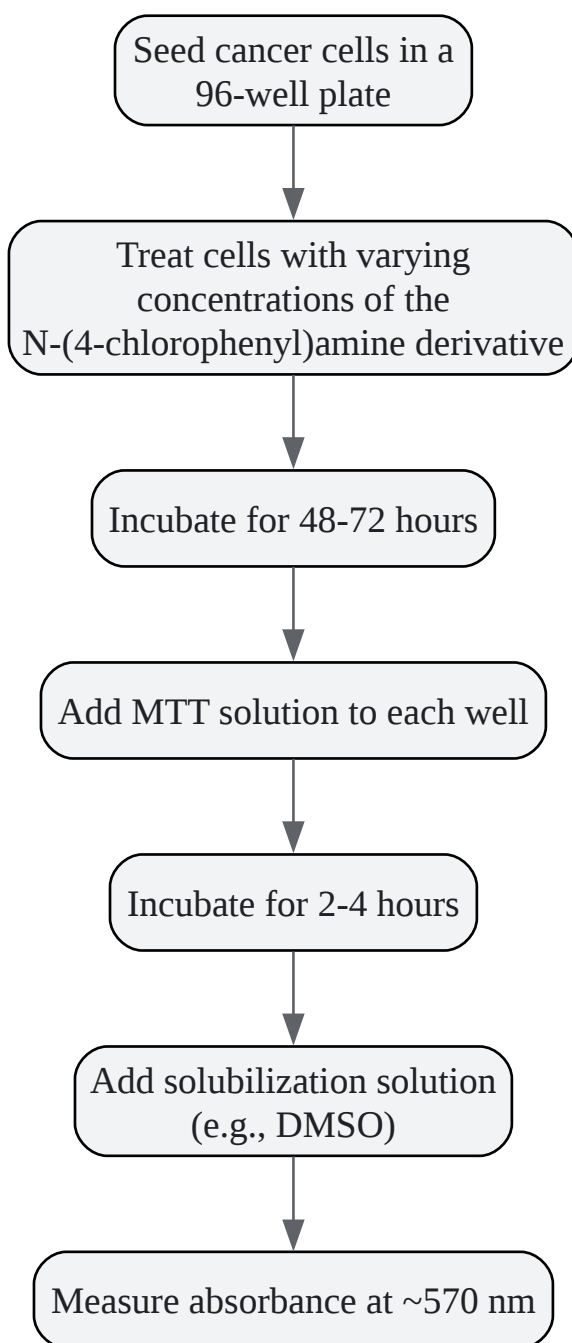 Seed cancer cells in a
96-well plate
Treat cells with varying
concentrations of the
N-(4-chlorophenyl)amine derivative
Incubate for 48-72 hours
Add MTT solution to each well
Incubate for 2-4 hours
Add solubilization solution
(e.g., DMSO)
Measure absorbance at ~570 nm